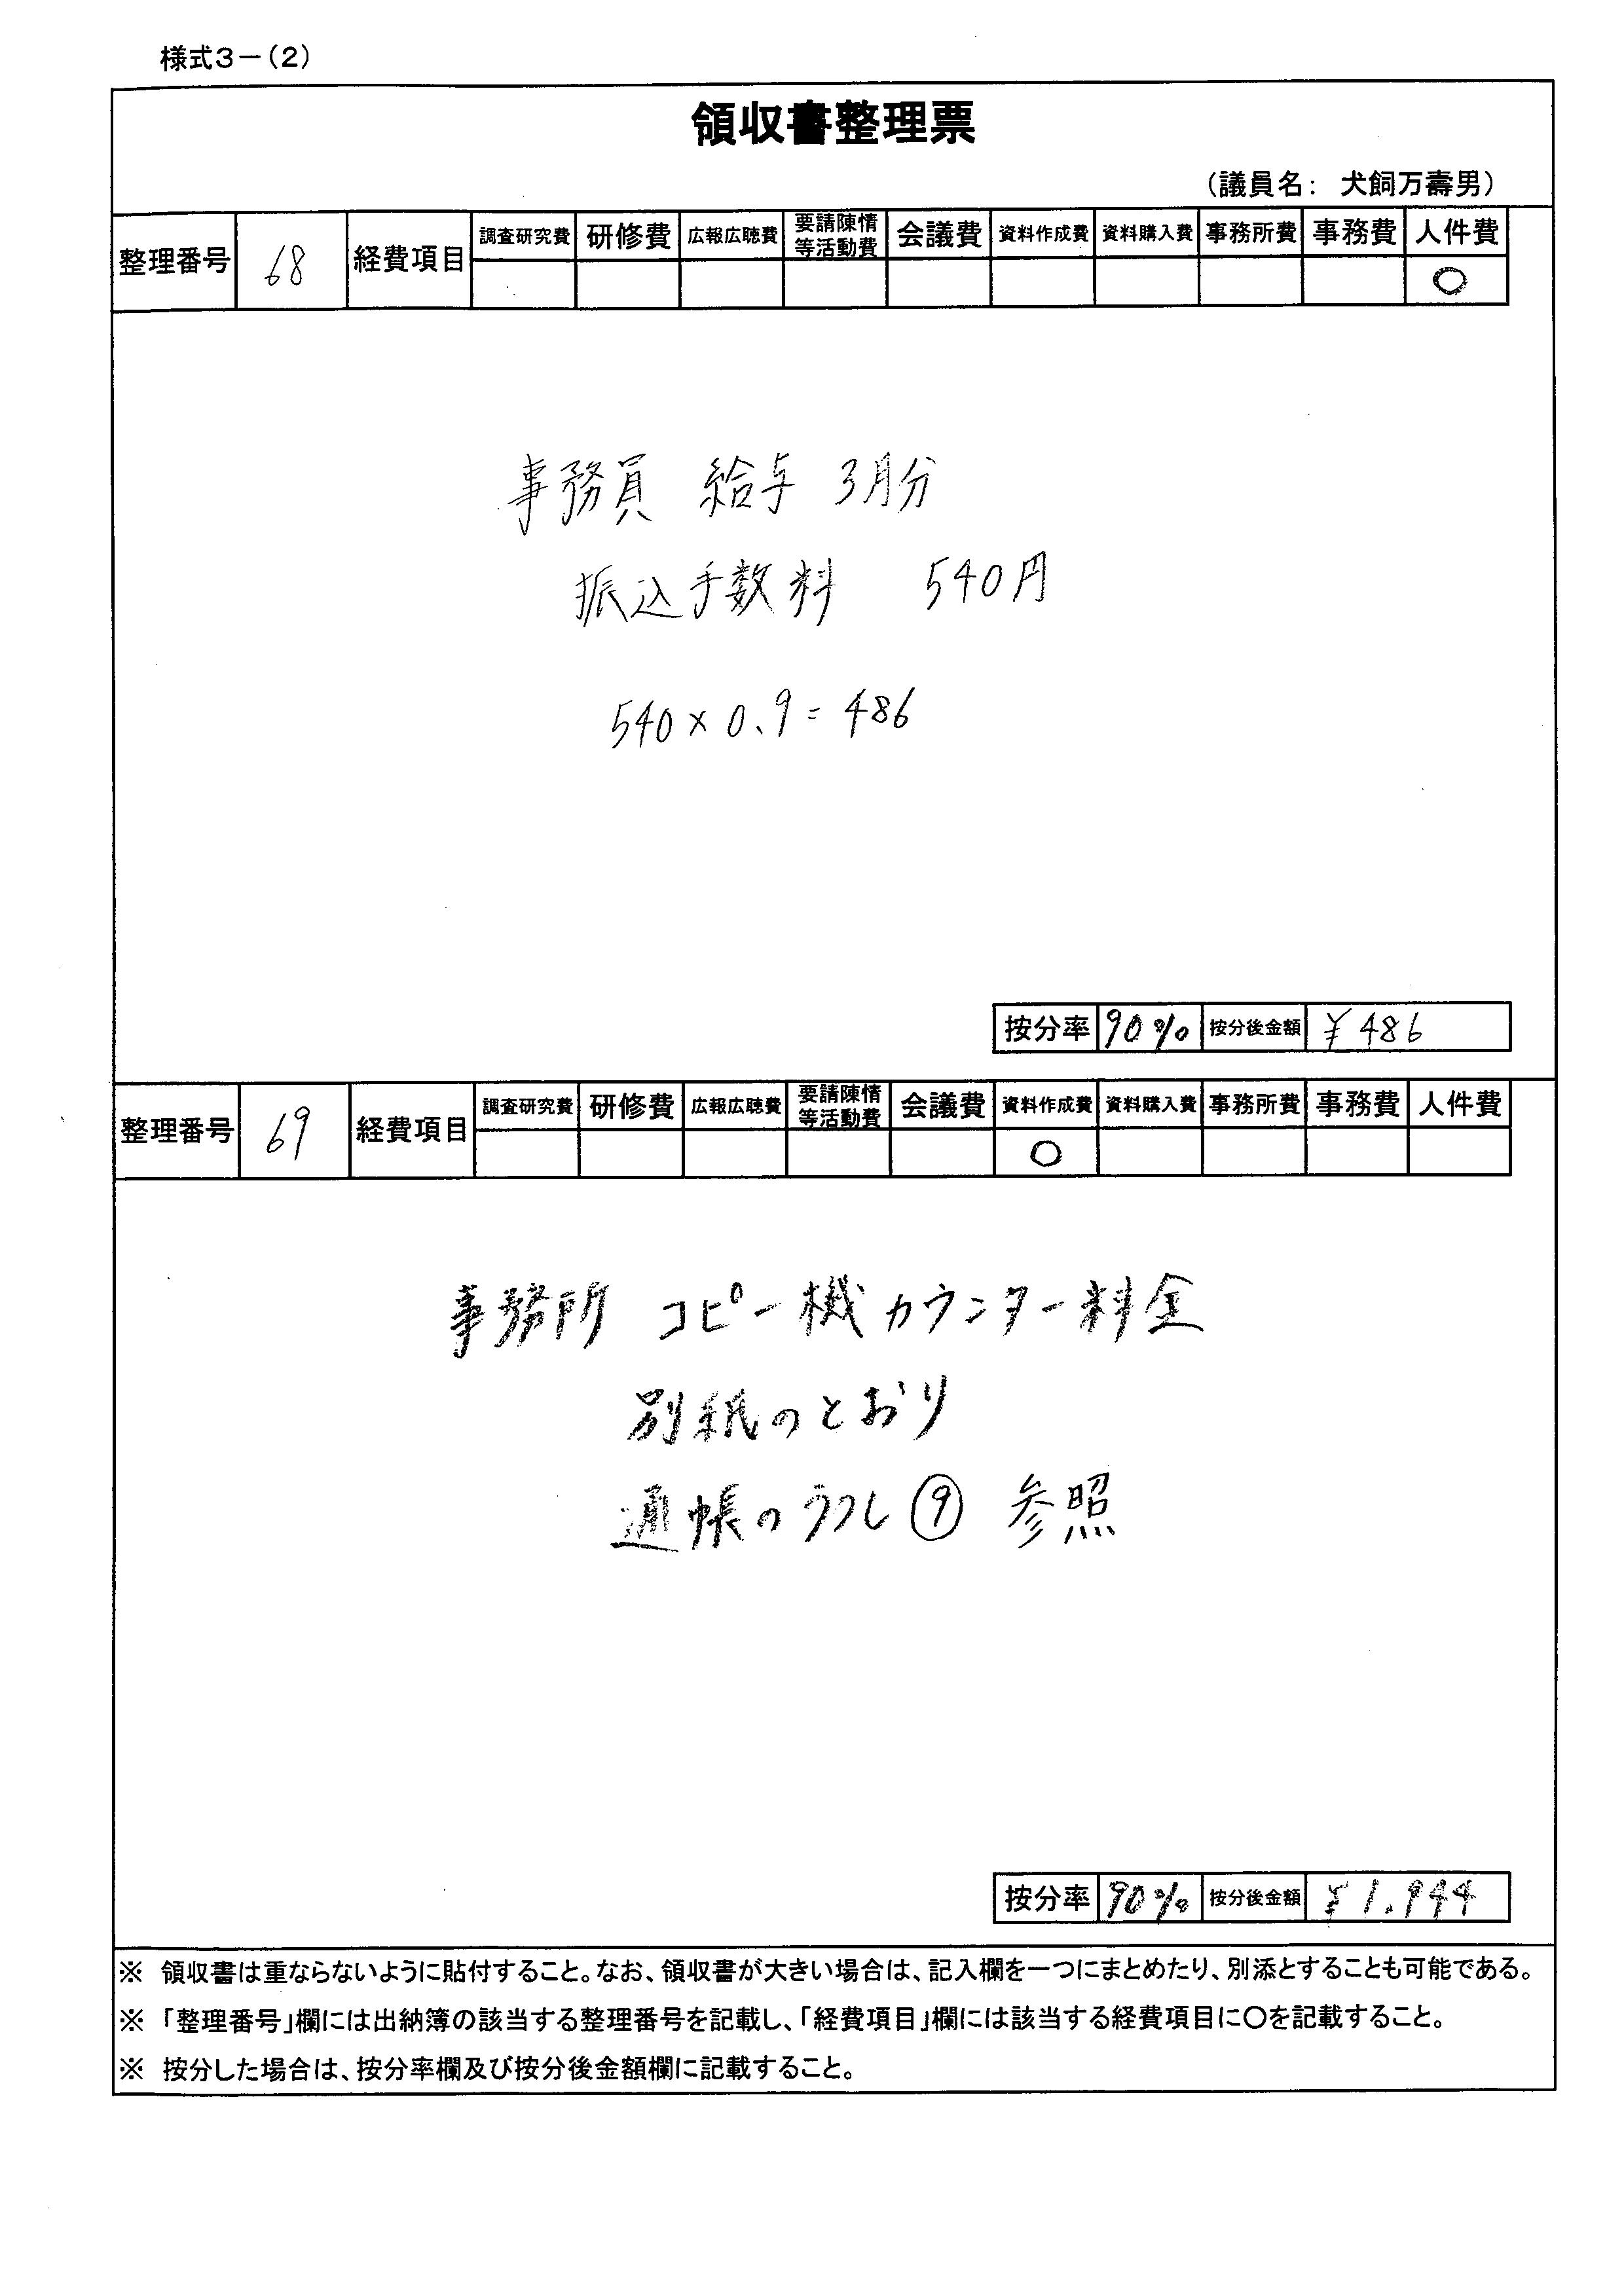 様式3－(2)
領収書整理票
(議員名: 犬飼万壽男)
整理番号 68 経費項目 調査研究費 研修費 広報広聴費 要請陳情等活動費 会議費 資料作成費 資料購入費 事務所費 事務費 人件費
○
事務員 給与 3月分
振込手数料 540円
540×0.9=486
按分率 90% 按分後金額 ¥486
整理番号 69 経費項目 調査研究費 研修費 広報広聴費 要請陳情等活動費 会議費 資料作成費 資料購入費 事務所費 事務費 人件費
○
事務所 コピー機カウンター料金
別紙のとおり
通帳のうつし⑨ 参照
按分率 90% 按分後金額 ¥1.944
※ 領収書は重ならないように貼付すること。なお、領収書が大きい場合は、記入欄を一つにまとめたり、別添とすることも可能である。
※ 「整理番号」欄には出納簿の該当する整理番号を記載し、「経費項目」欄には該当する経費項目に○を記載すること。
※ 按分した場合は、按分率欄及び按分後金額欄に記載すること。